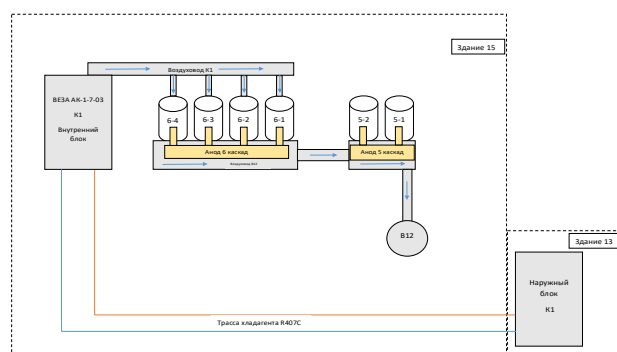 Здание 15
Воздуховод К1
ВЕЗА АК-1-7-03
К1
Внутренний
блок
6-4
6-3
6-2
6-1
5-2
5-1
Анод 6 каскад
Анод 5 каскад
Воздуховод В12
В12
Здание 13
Наружный
блок
К1
Трасса хладагента R407C